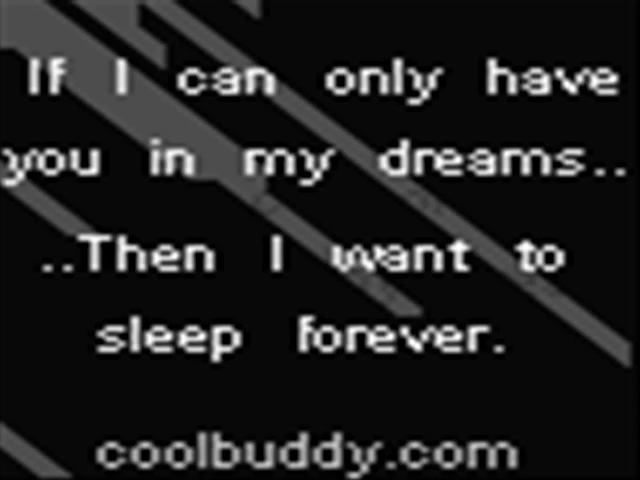 If I can only have
you in my dreams..
..Then I want to
sleep forever.
coolbuddy.com